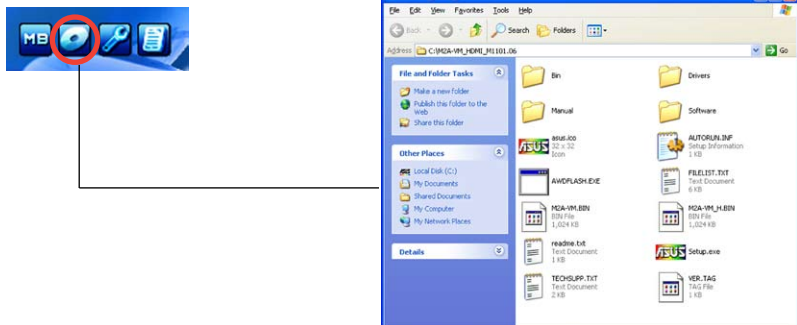 MB
File Edit View Favorites Tools Help
Back Search Folders
Address C:\M2A-VM_HDMI_M1101.06 Go
File and Folder Tasks
Make a new folder
Publish this folder to the
Web
Share this folder
Other Places
Local Disk (C:)
My Documents
Shared Documents
My Computer
My Network Places
Details
Bin
Drivers
Manual
Software
ASUS
asus.ico
32 x 32
Icon
AUTORUN.INF
Setup Information
1 KB
AWDFLASH.EXE
FILELIST.TXT
Text Document
6 KB
M2A-VM.BIN
BIN File
1,024 KB
M2A-VM_H.BIN
BIN File
1,024 KB
readme.txt
Text Document
1 KB
ASUS
Setup.exe
TECHSUPP.TXT
Text Document
2 KB
VER.TAG
TAG File
1 KB